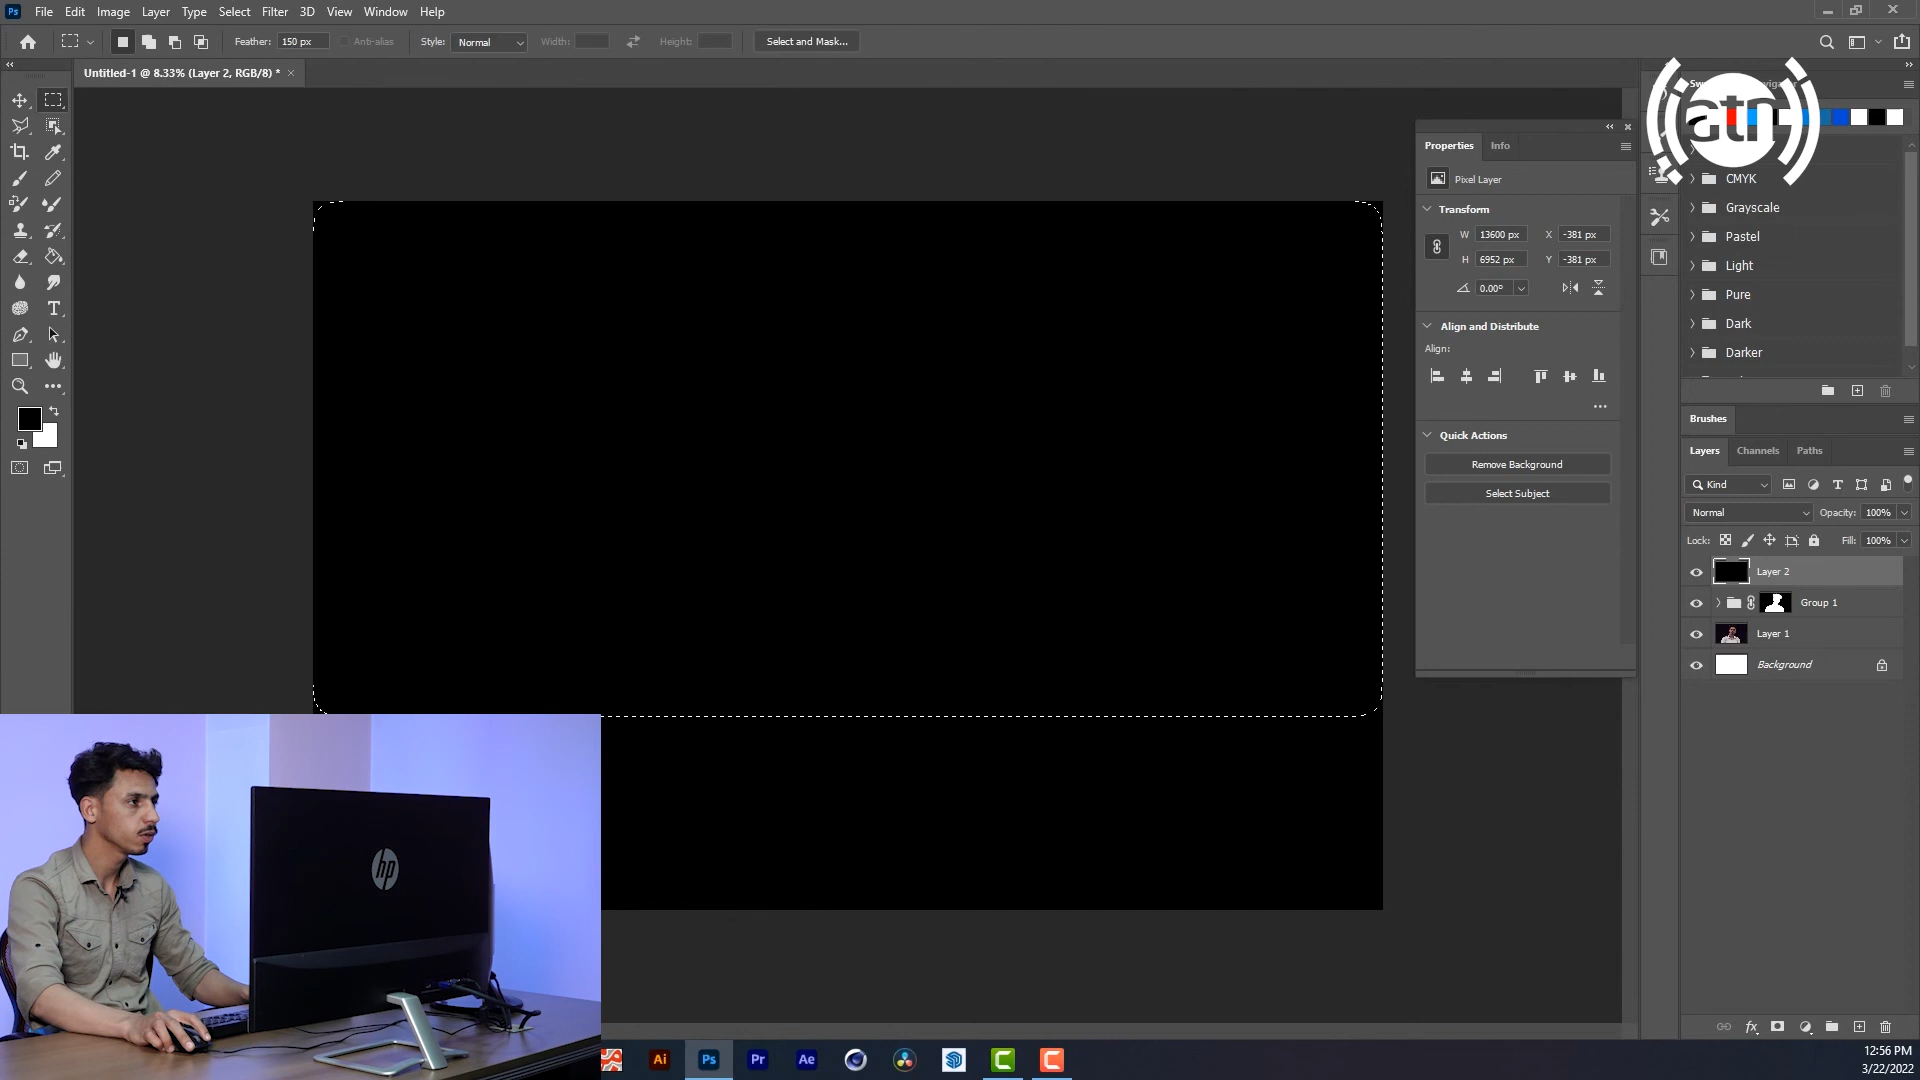 Ps File Edit Image Layer Type Select Filter 3D View Window Help
Feather: 150 px Anti-alias Style: Normal Width: Height: Select and Mask...
Untitled-1 @ 8.33% (Layer 2, RGB/8) *
atn
Properties Info
Pixel Layer
Transform
W 13600 px X -381 px
H 6952 px Y -381 px
0.00°
Align and Distribute
Align:
Quick Actions
Remove Background
Select Subject
CMYK
Grayscale
Pastel
Light
Pure
Dark
Darker
Brushes
Layers Channels Paths
Kind
Normal Opacity: 100%
Lock: Fill: 100%
Layer 2
Group 1
Layer 1
Background
fx
hp
Ai Ps Pr Ae
12:56 PM
3/22/2022